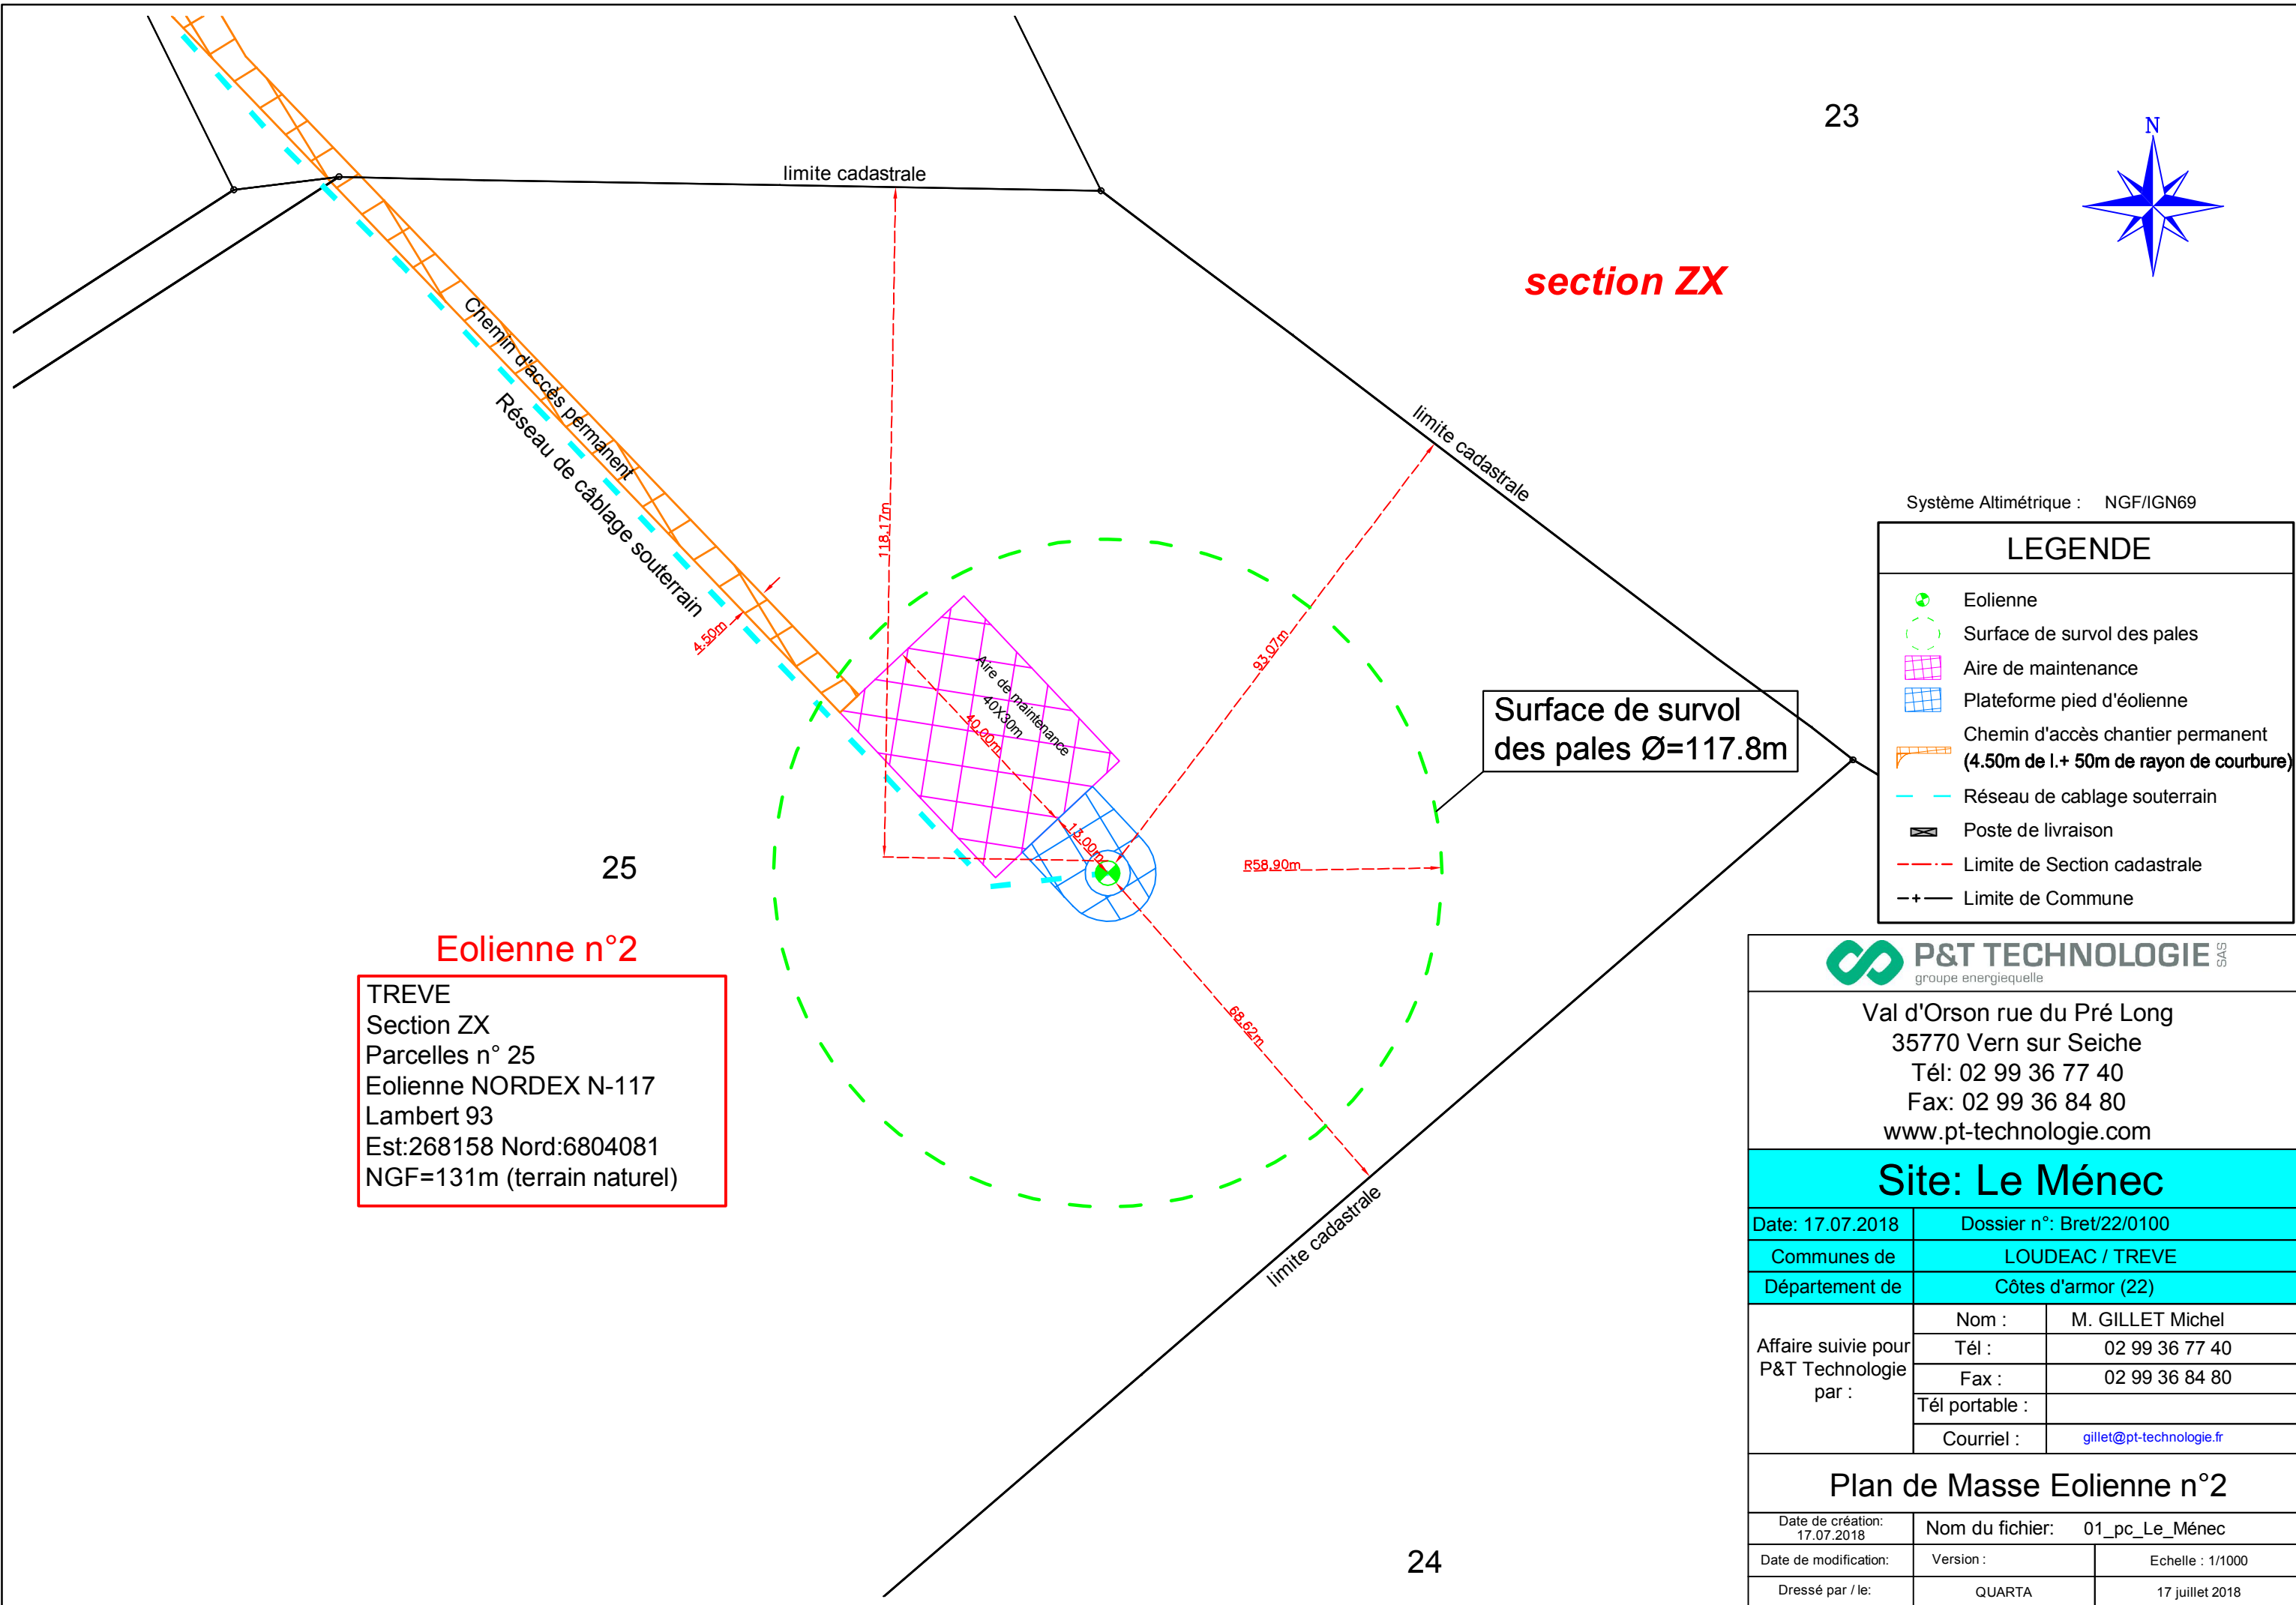 23
N
limite cadastrale
section ZX
Chemin d'accès permanent
Réseau de câblage souterrain
118.17m
limite cadastrale
93.07m
4.50m
Aire de maintenance
40X30m
40.00m
13.00m
Surface de survol
des pales Ø=117.8m
R58.90m
68.62m
limite cadastrale
25
24
Eolienne n°2
TREVE
Section ZX
Parcelles n° 25
Eolienne NORDEX N-117
Lambert 93
Est:268158 Nord:6804081
NGF=131m (terrain naturel)
Système Altimétrique : NGF/IGN69
LEGENDE
Eolienne
Surface de survol des pales
Aire de maintenance
Plateforme pied d'éolienne
Chemin d'accès chantier permanent
(4.50m de l.+ 50m de rayon de courbure)
Réseau de cablage souterrain
Poste de livraison
Limite de Section cadastrale
Limite de Commune
P&T TECHNOLOGIE SAS
groupe energiequelle
Val d'Orson rue du Pré Long
35770 Vern sur Seiche
Tél: 02 99 36 77 40
Fax: 02 99 36 84 80
www.pt-technologie.com
Site: Le Ménec
Date: 17.07.2018 Dossier n°: Bret/22/0100
Communes de LOUDEAC / TREVE
Département de Côtes d'armor (22)
Affaire suivie pour
P&T Technologie
par :
Nom : M. GILLET Michel
Tél : 02 99 36 77 40
Fax : 02 99 36 84 80
Tél portable :
Courriel : gillet@pt-technologie.fr
Plan de Masse Eolienne n°2
Date de création:
17.07.2018
Nom du fichier: 01_pc_Le_Ménec
Date de modification: Version : Echelle : 1/1000
Dressé par / le: QUARTA 17 juillet 2018